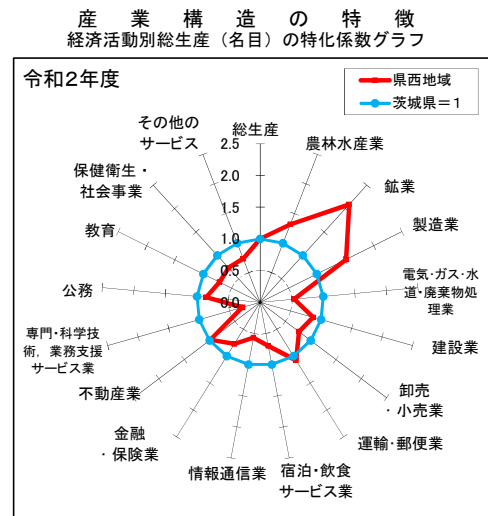 産業構造の特徴
経済活動別総生産（名目）の特化係数グラフ
令和2年度
県西地域
茨城県＝1
総生産
農林水産業
鉱業
製造業
電気・ガス・水
道・廃棄物処
理業
建設業
卸売
・小売業
運輸・郵便業
宿泊・飲食
サービス業
情報通信業
金融
・保険業
不動産業
専門・科学技
術，業務支援
サービス業
公務
教育
保健衛生・
社会事業
その他の
サービス
2.5
2.0
1.5
1.0
0.5
0.0